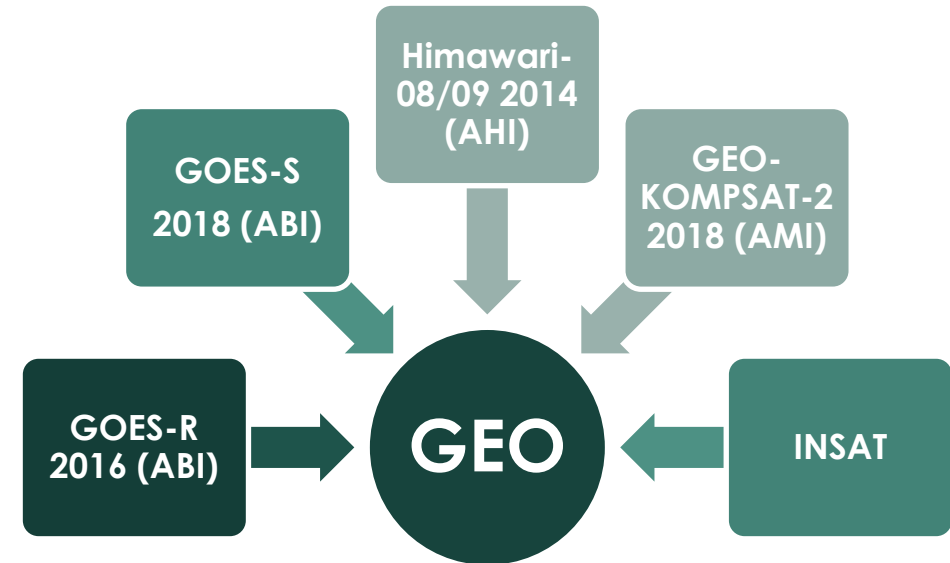 Himawari-
08/09 2014
(AHI)
GOES-S
2018 (ABI)
GEO-
KOMPSAT-2
2018 (AMI)
GOES-R
2016 (ABI)
GEO
INSAT